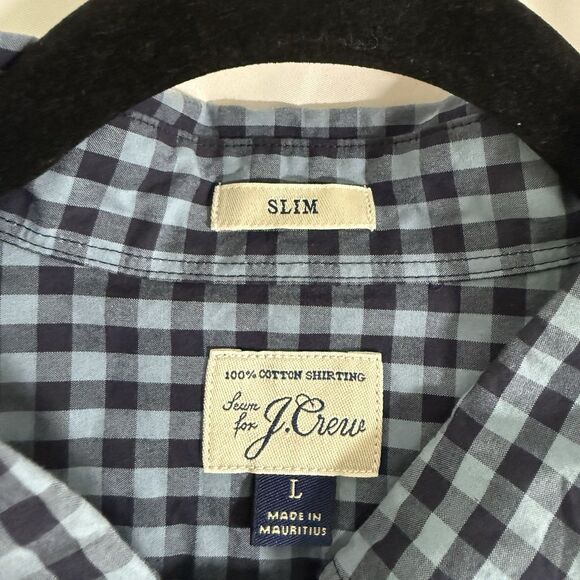 SLIM
100% COTTON SHIRTING
Sewn
for J.Crew
L
MADE IN
MAURITIUS